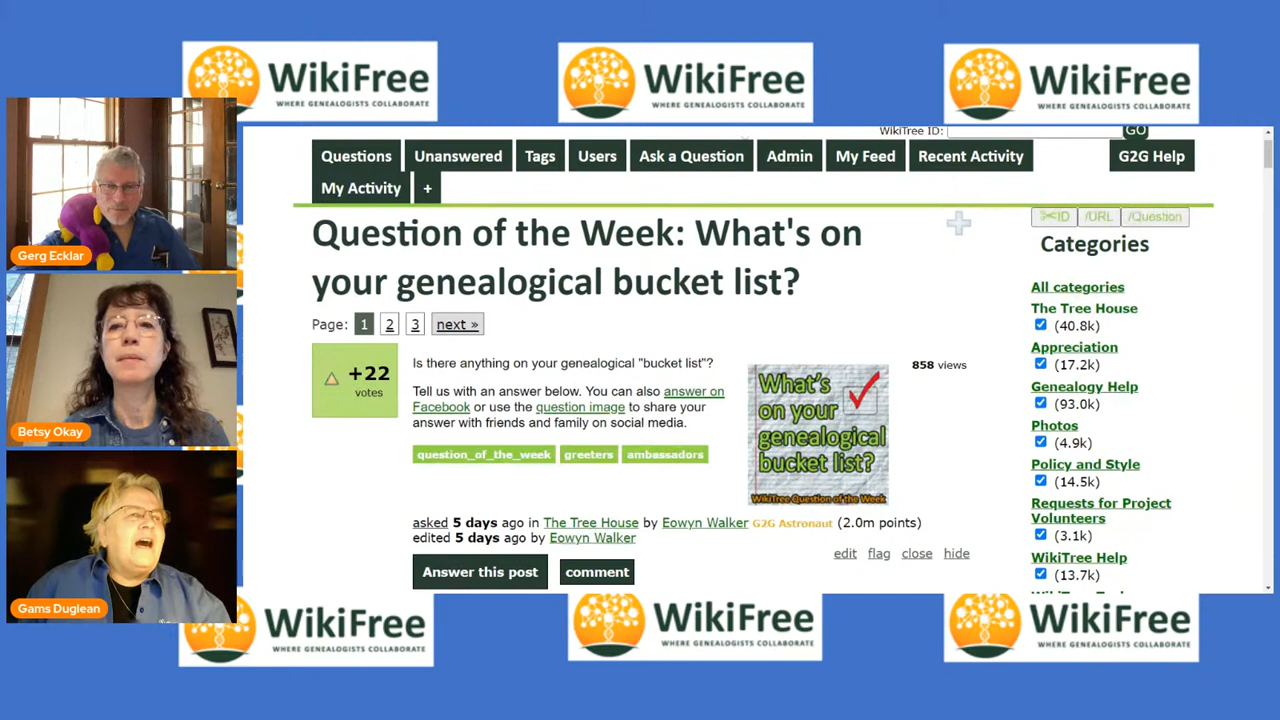 WikiFree
WHERE GENEALOGISTS COLLABORATE
WikiFree
WHERE GENEALOGISTS COLLABORATE
WikiFree
WHERE GENEALOGISTS COLLABORATE
Gerg Ecklar
Betsy Okay
Gams Duglean
WikiTree ID: GO
Questions Unanswered Tags Users Ask a Question Admin My Feed Recent Activity G2G Help
My Activity +
Question of the Week: What's on
your genealogical bucket list?
Page: 1 2 3 next »
+22
votes
Is there anything on your genealogical "bucket list"?
Tell us with an answer below. You can also answer on
Facebook or use the question image to share your
answer with friends and family on social media.
question_of_the_week greeters ambassadors
What's
on your
genealogical
bucket list?
WikiTree Question of the Week
858 views
asked 5 days ago in The Tree House by Eowyn Walker G2G Astronaut (2.0m points)
edited 5 days ago by Eowyn Walker
edit flag close hide
Answer this post comment
ID /URL /Question
Categories
All categories
The Tree House
(40.8k)
Appreciation
(17.2k)
Genealogy Help
(93.0k)
Photos
(4.9k)
Policy and Style
(14.5k)
Requests for Project
Volunteers
(3.1k)
WikiTree Help
(13.7k)
WikiFree
WHERE GENEALOGISTS COLLABORATE
WikiFree
WHERE GENEALOGISTS COLLABORATE
WikiFree
WHERE GENEALOGISTS COLLABORATE